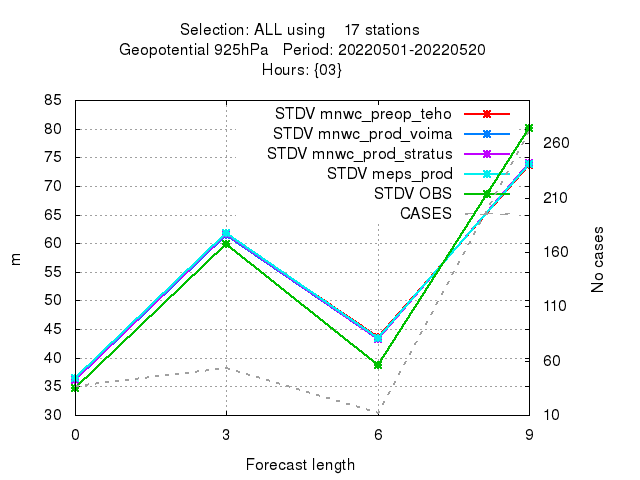 Selection: ALL using    17 stations
Geopotential 925hPa   Period: 20220501-20220520
Hours: {03}
STDV mnwc_preop_teho
STDV mnwc_prod_voima
STDV mnwc_prod_stratus
STDV meps_prod
STDV OBS
CASES
85
80
75
70
65
60
55
50
45
40
35
30
m
260
210
160
110
60
10
No cases
0 3 6 9
Forecast length